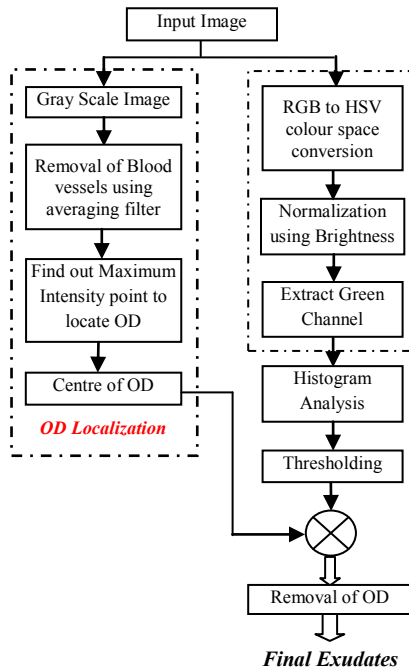 Input Image
Gray Scale Image
Removal of Blood
vessels using
averaging filter
Find out Maximum
Intensity point to
locate OD
Centre of OD
OD Localization
RGB to HSV
colour space
conversion
Normalization
using Brightness
Extract Green
Channel
Histogram
Analysis
Thresholding
Removal of OD
Final Exudates